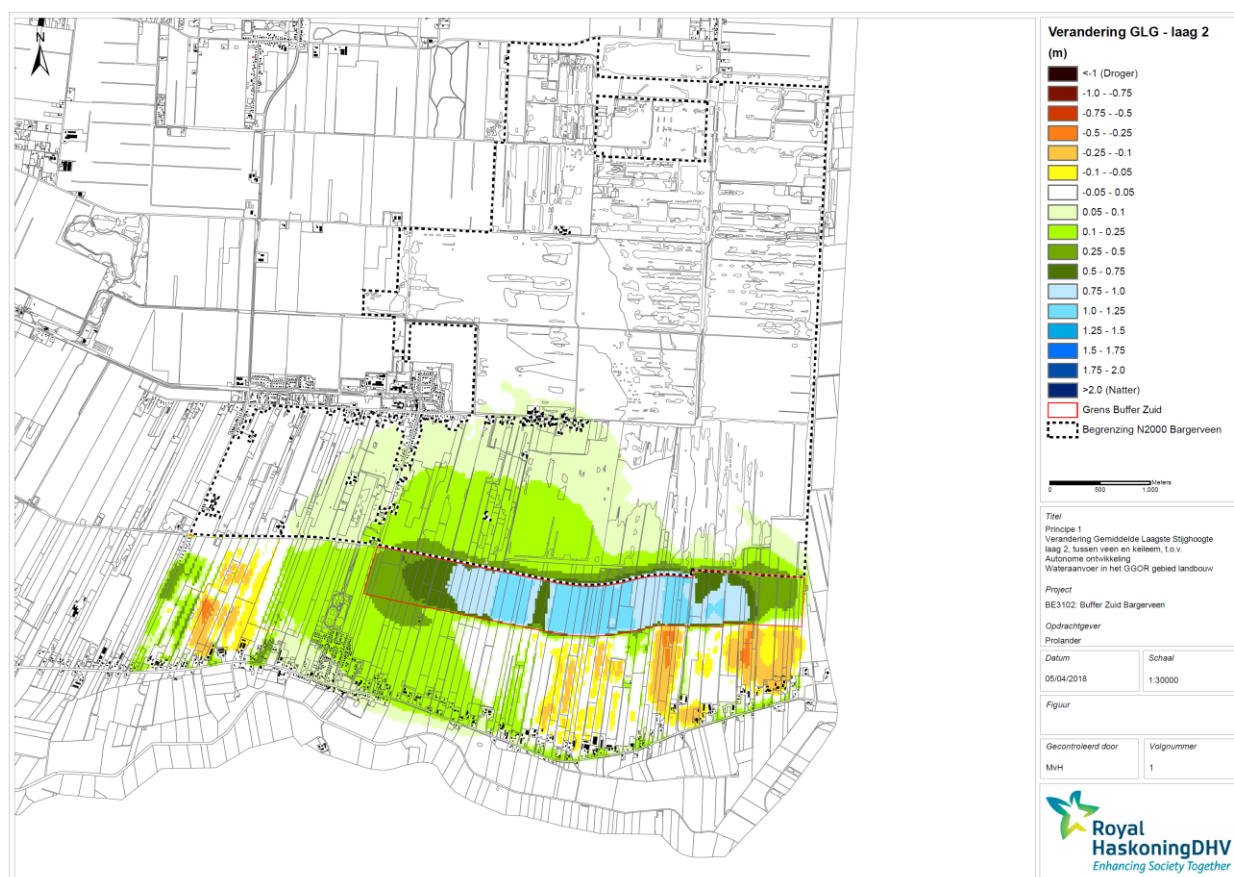 N
Verandering GLG - laag 2
(m)
<-1 (Droger)
-1.0 - -0.75
-0.75 - -0.5
-0.5 - -0.25
-0.25 - -0.1
-0.1 - -0.05
-0.05 - 0.05
0.05 - 0.1
0.1 - 0.25
0.25 - 0.5
0.5 - 0.75
0.75 - 1.0
1.0 - 1.25
1.25 - 1.5
1.5 - 1.75
1.75 - 2.0
>2.0 (Natter)
Grens Buffer Zuid
Begrenzing N2000 Bargerveen
Meters
0 500 1,000
Titel
Principe 1
Verandering Gemiddelde Laagste Stijghoogte
laag 2, tussen veen en keileem, t.o.v.
Autonome ontwikkeling
Wateraanvoer in het GGOR gebied landbouw
Project
BE3102: Buffer Zuid Bargerveen
Opdrachtgever
Prolander
Datum Schaal
05/04/2018 1:30000
Figuur
Gecontroleerd door Volgnummer
MvH 1
Royal
HaskoningDHV
Enhancing Society Together